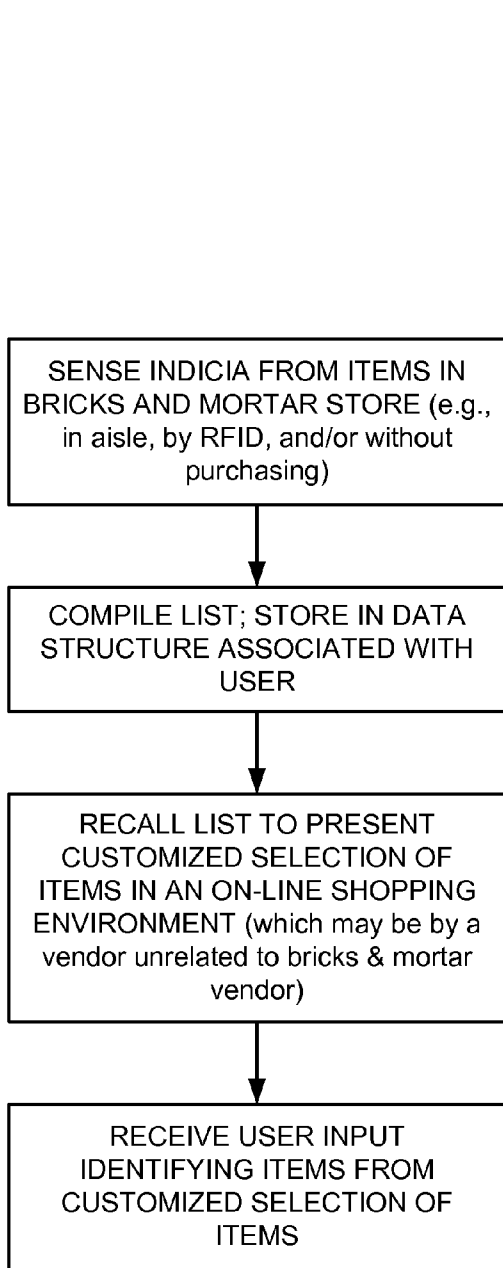 SENSE INDICIA FROM ITEMS IN
BRICKS AND MORTAR STORE (e.g.,
in aisle, by RFID, and/or without
purchasing)
COMPILE LIST; STORE IN DATA
STRUCTURE ASSOCIATED WITH
USER
RECALL LIST TO PRESENT
CUSTOMIZED SELECTION OF
ITEMS IN AN ON-LINE SHOPPING
ENVIRONMENT (which may be by a
vendor unrelated to bricks & mortar
vendor)
RECEIVE USER INPUT
IDENTIFYING ITEMS FROM
CUSTOMIZED SELECTION OF
ITEMS